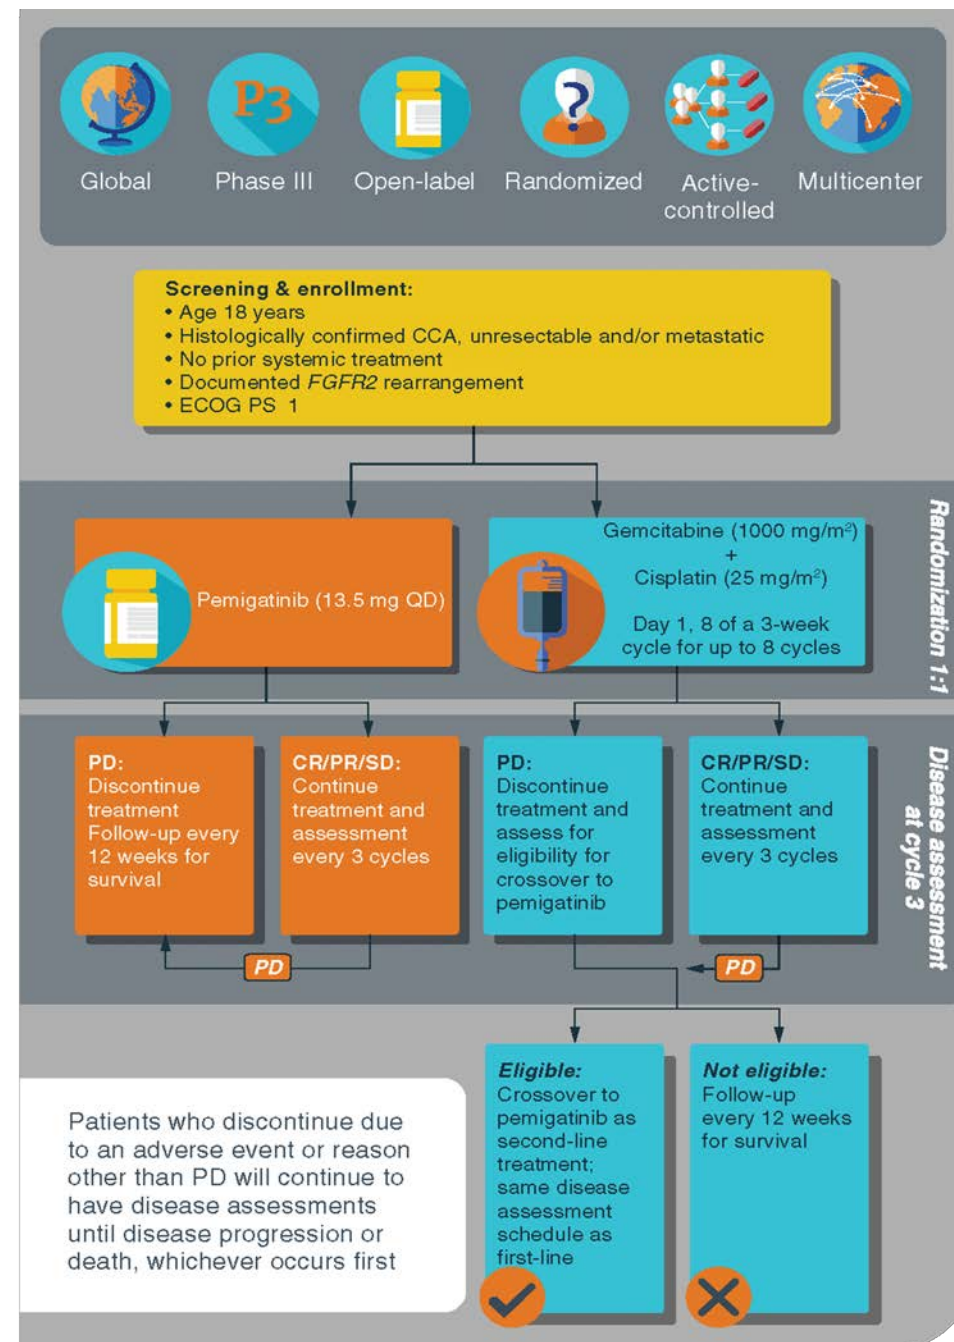 P3
?
Global
Phase III
Open-label
Randomized
Active-
controlled
Multicenter
Screening & enrollment:
• Age 18 years
• Histologically confirmed CCA, unresectable and/or metastatic
• No prior systemic treatment
• Documented FGFR2 rearrangement
• ECOG PS 1
Randomization 1:1
Pemigatinib (13.5 mg QD)
Gemcitabine (1000 mg/m²)
+
Cisplatin (25 mg/m²)
Day 1, 8 of a 3-week
cycle for up to 8 cycles
Disease assessment
at cycle 3
PD:
Discontinue
treatment
Follow-up every
12 weeks for
survival
CR/PR/SD:
Continue
treatment and
assessment
every 3 cycles
PD
PD:
Discontinue
treatment and
assess for
eligibility for
crossover to
pemigatinib
CR/PR/SD:
Continue
treatment and
assessment
every 3 cycles
PD
Eligible:
Crossover to
pemigatinib as
second-line
treatment;
same disease
assessment
schedule as
first-line
Not eligible:
Follow-up
every 12 weeks
for survival
Patients who discontinue due
to an adverse event or reason
other than PD will continue to
have disease assessments
until disease progression or
death, whichever occurs first